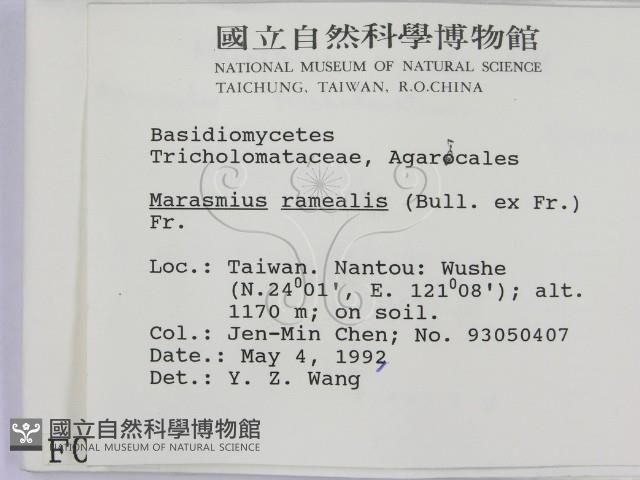 國立自然科學博物館
NATIONAL MUSEUM OF NATURAL SCIENCE
TAICHUNG, TAIWAN, R.O.CHINA
Basidiomycetes
Tricholomataceae, Agaricales
Marasmius ramealis (Bull. ex Fr.)
Fr.
Loc.: Taiwan. Nantou: Wushe
(N.24⁰01', E. 121⁰08'); alt.
1170 m; on soil.
Col.: Jen-Min Chen; No. 93050407
Date.: May 4, 1992
Det.: Y. Z. Wang
國立自然科學博物館
NATIONAL MUSEUM OF NATURAL SCIENCE
FC